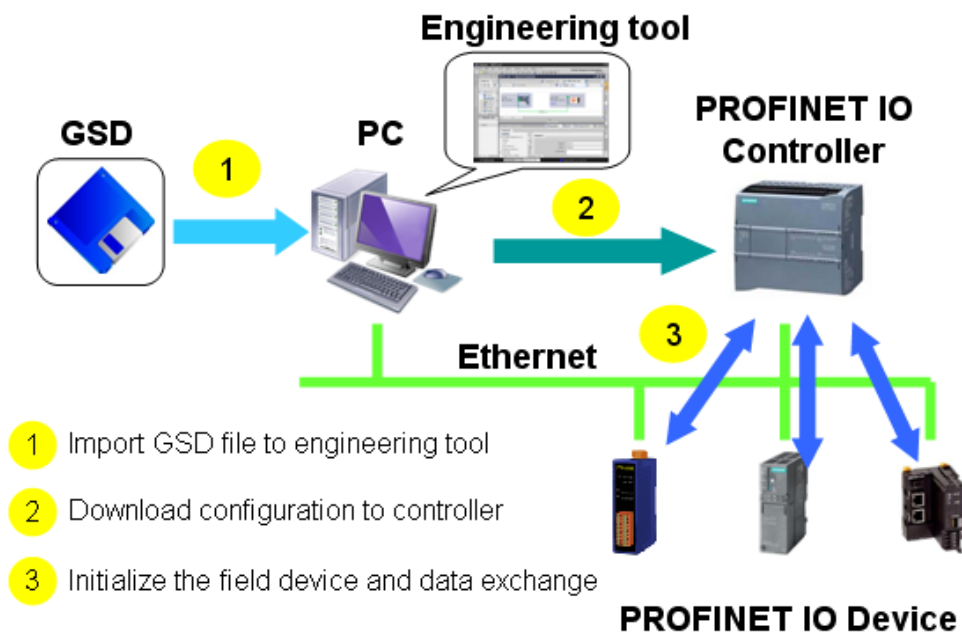 Engineering tool
GSD
PC
PROFINET IO
Controller
1
2
3
Ethernet
1 Import GSD file to engineering tool
2 Download configuration to controller
3 Initialize the field device and data exchange
PROFINET IO Device